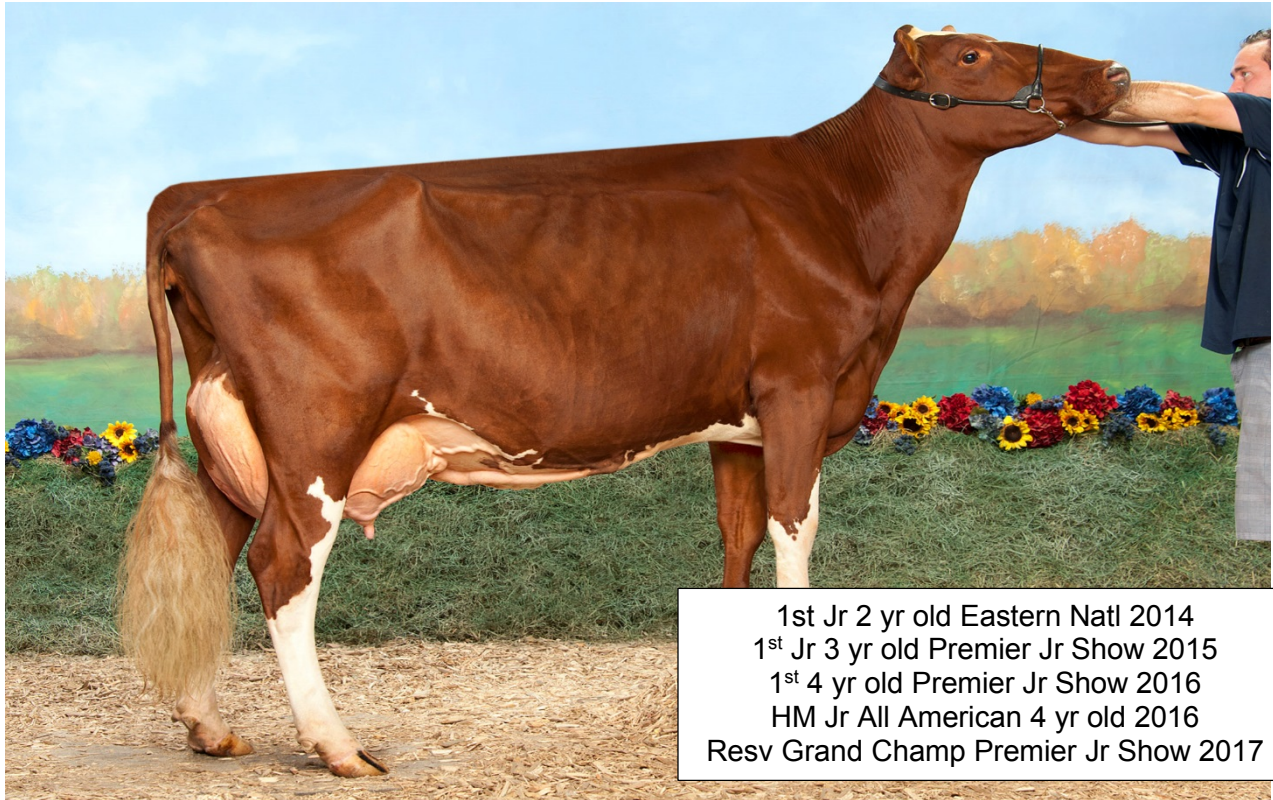 1st Jr 2 yr old Eastern Natl 2014
1st Jr 3 yr old Premier Jr Show 2015
1st 4 yr old Premier Jr Show 2016
HM Jr All American 4 yr old 2016
Resv Grand Champ Premier Jr Show 2017